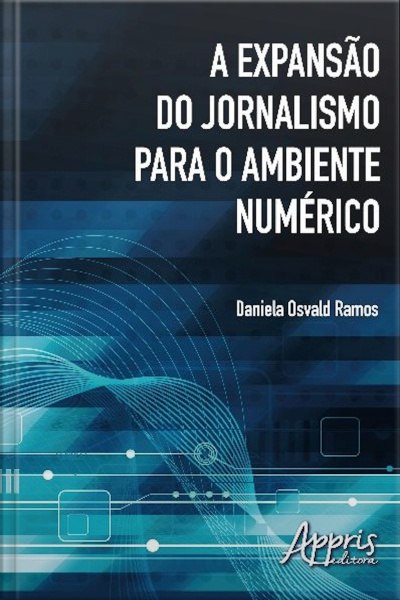 A EXPANSÃO
DO JORNALISMO
PARA O AMBIENTE
NUMÉRICO
Daniela Osvald Ramos
Appris
editora